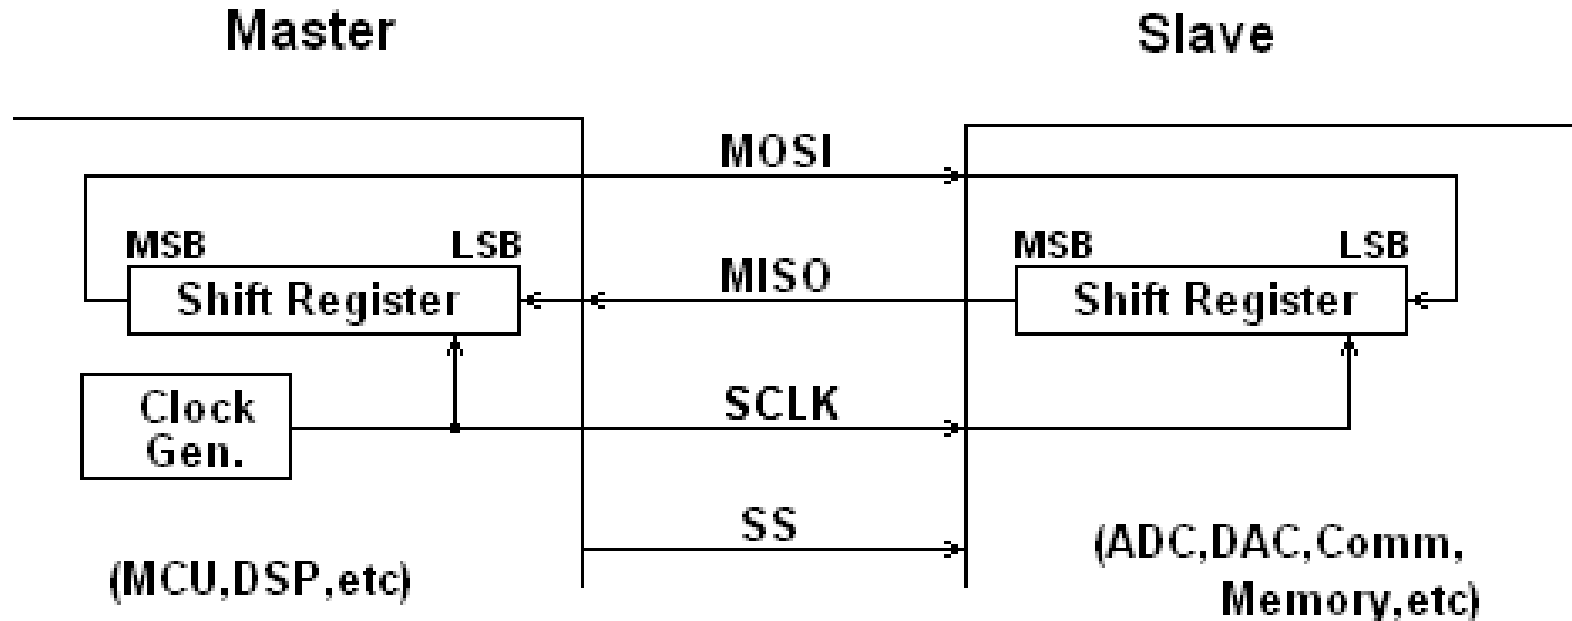 Master
Slave
MOSI
MSB LSB
MISO
MSB LSB
Shift Register
Shift Register
Clock
Gen.
SCLK
SS
(MCU,DSP,etc)
(ADC,DAC,Comm,
Memory,etc)